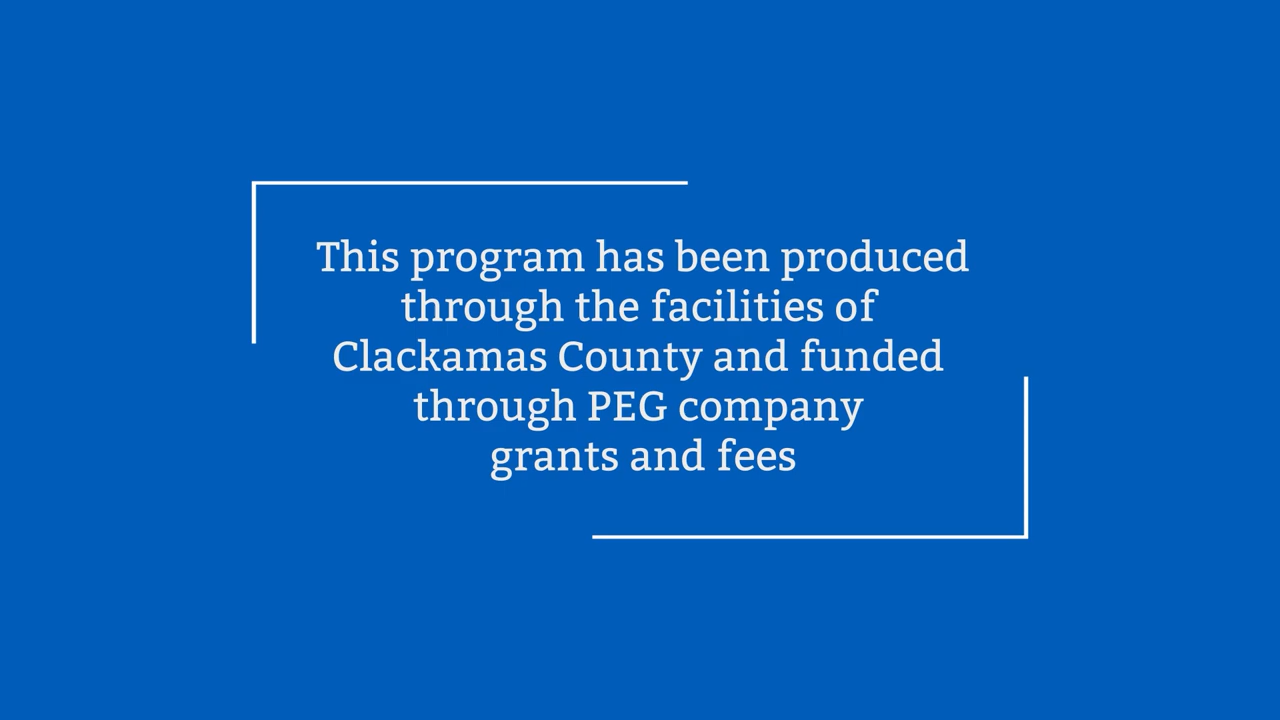 This program has been produced
through the facilities of
Clackamas County and funded
through PEG company
grants and fees